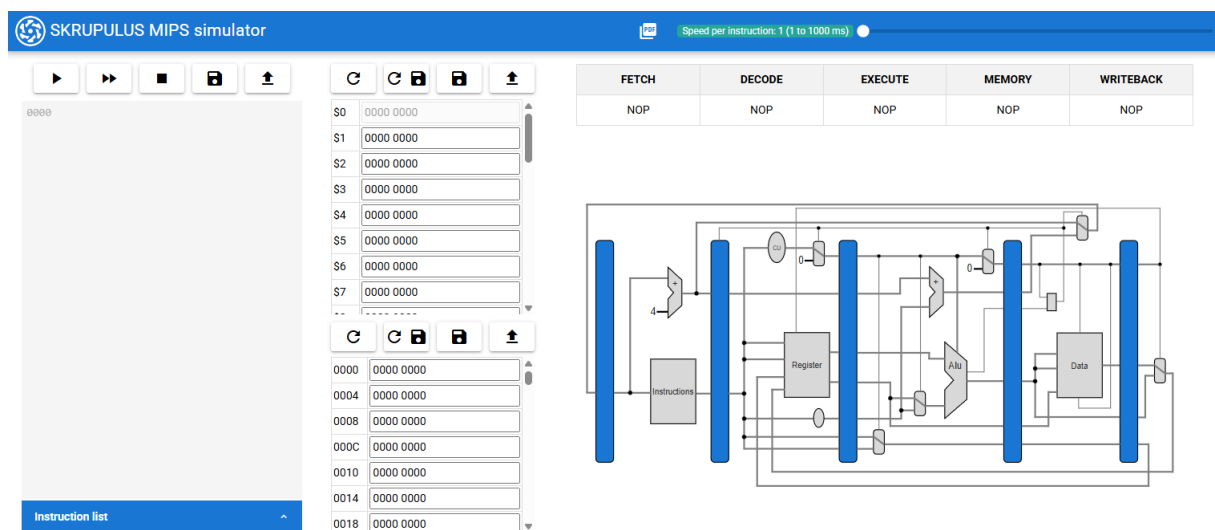 SKRUPULUS MIPS simulator
PDF
Speed per instruction: 1 (1 to 1000 ms)
0000
$0 0000 0000
$1 0000 0000
$2 0000 0000
$3 0000 0000
$4 0000 0000
$5 0000 0000
$6 0000 0000
$7 0000 0000
0000 0000 0000
0004 0000 0000
0008 0000 0000
000C 0000 0000
0010 0000 0000
0014 0000 0000
0018 0000 0000
Instruction list
FETCH DECODE EXECUTE MEMORY WRITEBACK
NOP NOP NOP NOP NOP
CU
0
0
+
+
4
Register
Alu
Data
Instructions